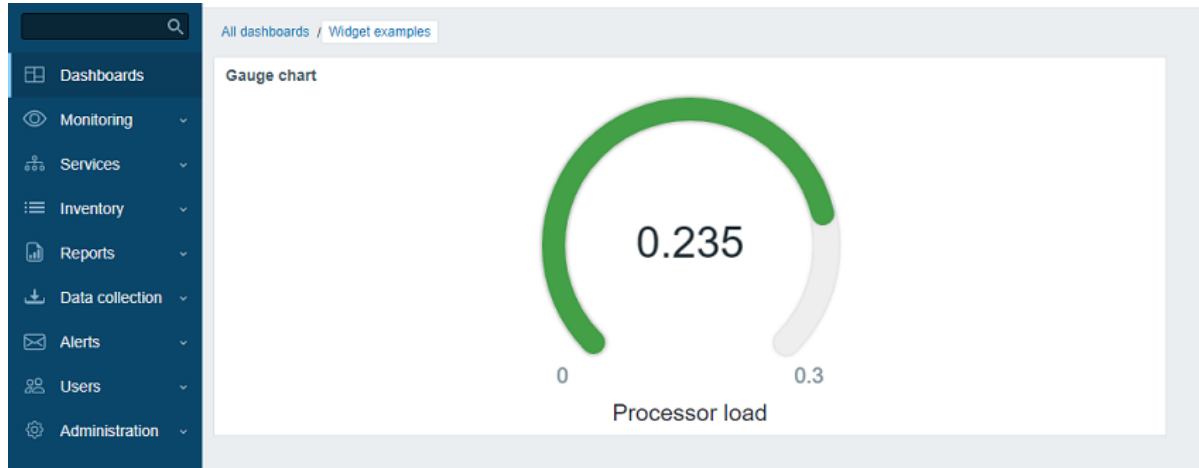 All dashboards / Widget examples
Dashboards
Monitoring
Services
Inventory
Reports
Data collection
Alerts
Users
Administration
Gauge chart
0.235
0 0.3
Processor load